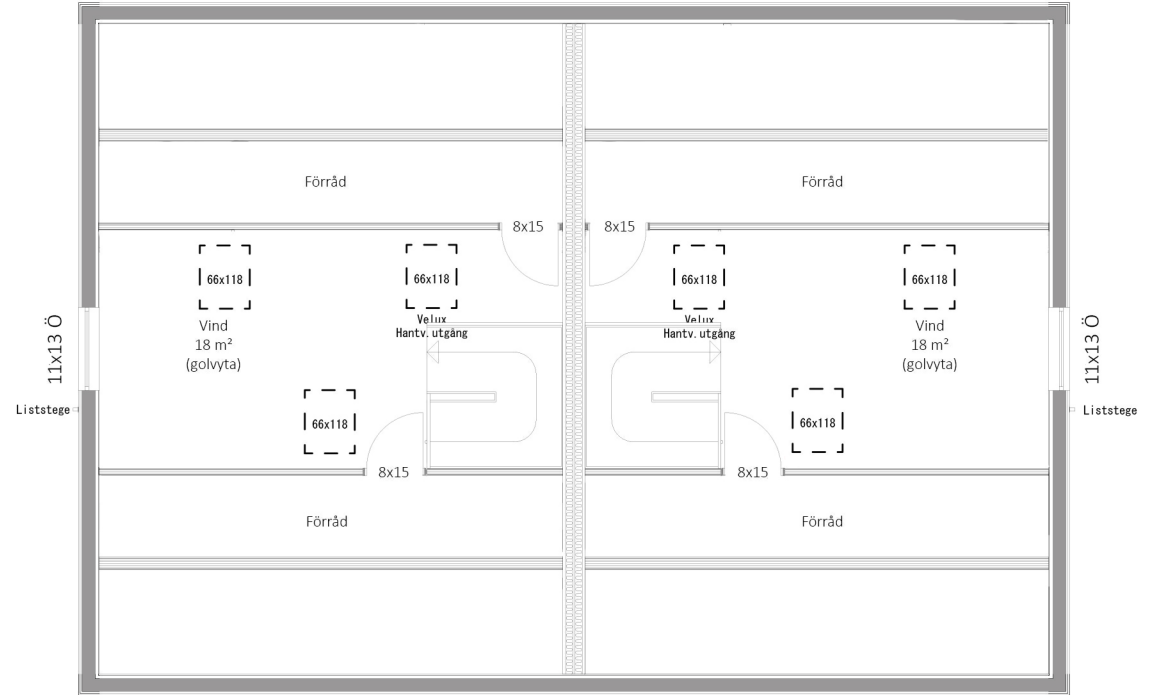 Förråd
Förråd
8x15
8x15
66x118
66x118
66x118
66x118
Velux
Hantv. utgång
Velux
Hantv. utgång
Vind
18 m²
(golvyta)
Vind
18 m²
(golvyta)
11x13 Ö
11x13 Ö
Liststege
Liststege
66x118
66x118
8x15
8x15
Förråd
Förråd